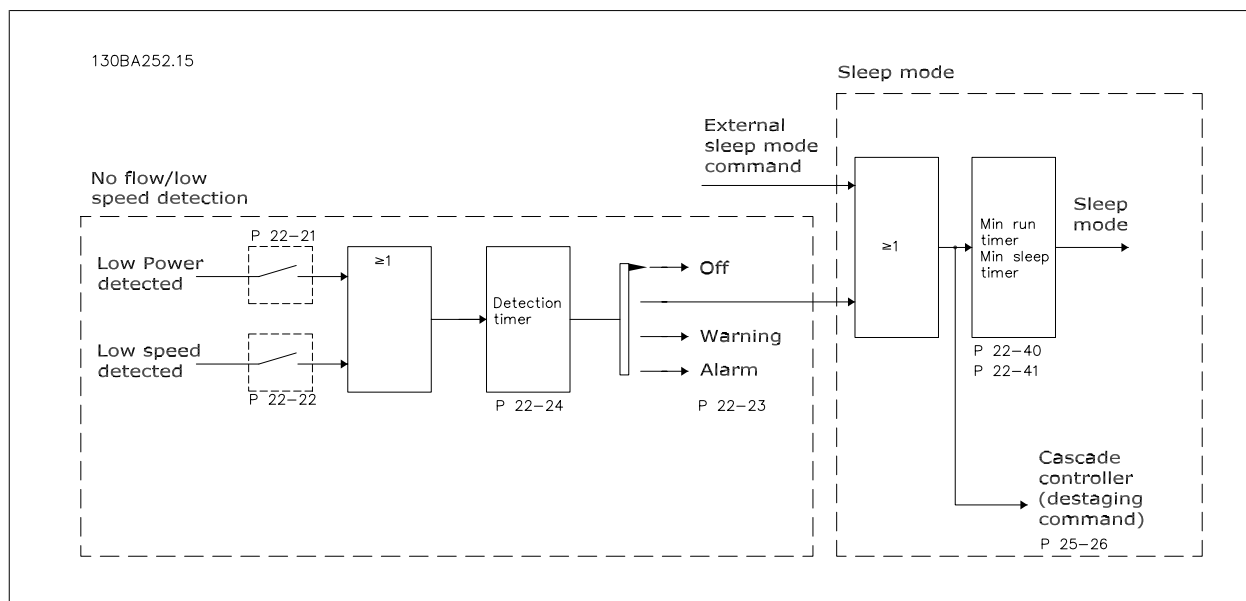 130BA252.15
Sleep mode
External
sleep mode
command
No flow/low
speed detection
P 22-21
Low Power
detected
≥1
Detection
timer
Off
Warning
Alarm
Low speed
detected
P 22-22
P 22-24
P 22-23
≥1
Min run
timer
Min sleep
timer
Sleep
mode
P 22-40
P 22-41
Cascade
controller
(destaging
command)
P 25-26